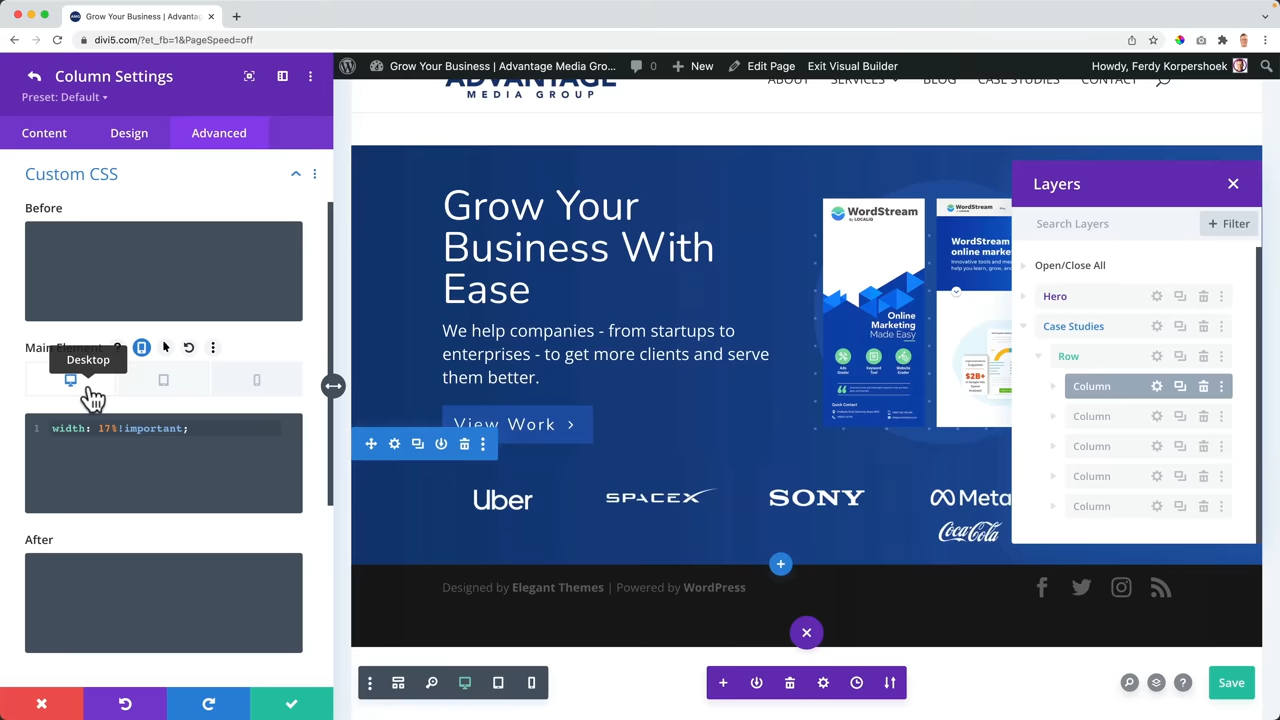 Grow Your Business | Advantag
divi5.com/?et_fb=1&PageSpeed=off
Column Settings
Preset: Default
Content
Design
Advanced
Custom CSS
Before
Main Element
?
Desktop
1 width: 17%!important;
After
Grow Your Business | Advantage Media Gro...
0
New
Edit Page
Exit Visual Builder
Howdy, Ferdy Korpershoek
ADVANTAGE
MEDIA GROUP
ABOUT
SERVICES
BLOG
CASE STUDIES
CONTACT
Grow Your
Business With
Ease
We help companies - from startups to
enterprises - to get more clients and serve
them better.
View Work
WordStream
by LOCALiQ
Online
Marketing
Made Easy
Quick Contact
WordStream
WordStream
online market
$2B+
Uber
SPACEX
SONY
Meta
Coca-Cola
Layers
Search Layers
+ Filter
Open/Close All
Hero
Case Studies
Row
Column
Column
Column
Column
Column
Designed by Elegant Themes | Powered by WordPress
Save